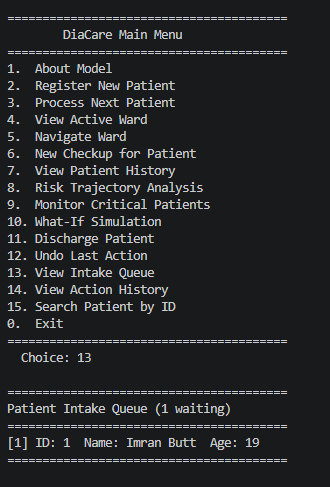 ========================================
DiaCare Main Menu
========================================
1. About Model
2. Register New Patient
3. Process Next Patient
4. View Active Ward
5. Navigate Ward
6. New Checkup for Patient
7. View Patient History
8. Risk Trajectory Analysis
9. Monitor Critical Patients
10. What-If Simulation
11. Discharge Patient
12. Undo Last Action
13. View Intake Queue
14. View Action History
15. Search Patient by ID
0. Exit
========================================
Choice: 13
========================================
Patient Intake Queue (1 waiting)
========================================
[1] ID: 1 Name: Imran Butt Age: 19
========================================